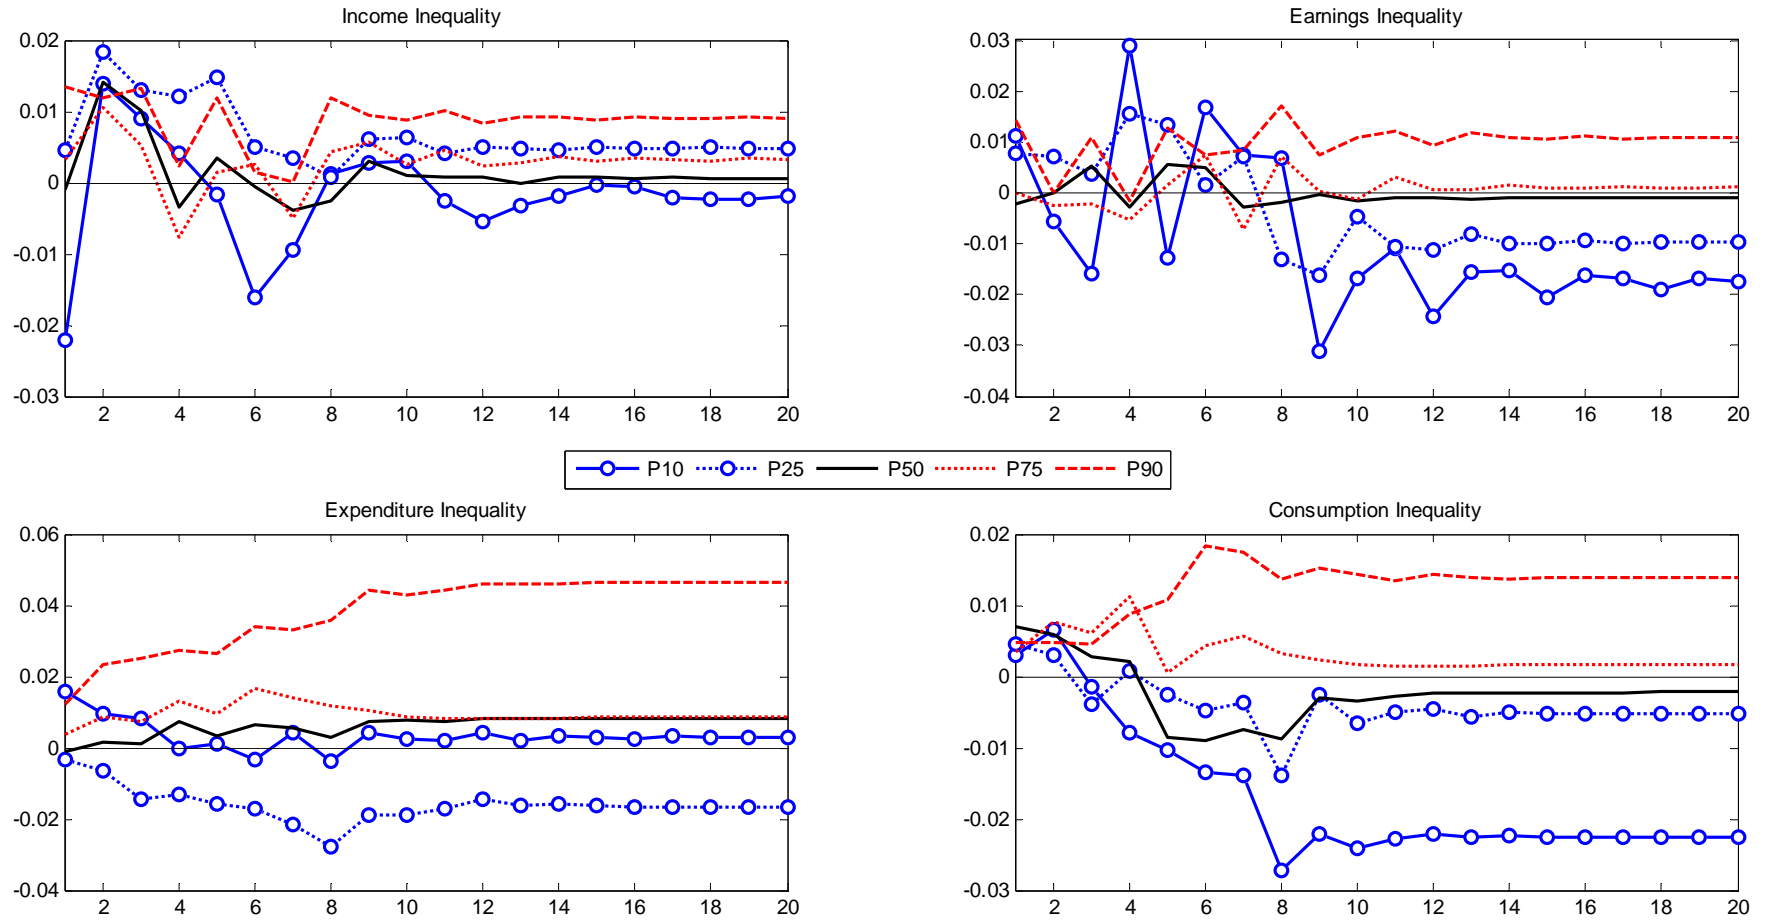 Income Inequality
0.02
0.01
0
-0.01
-0.02
-0.03
2 4 6 8 10 12 14 16 18 20
Earnings Inequality
0.03
0.02
0.01
0
-0.01
-0.02
-0.03
-0.04
2 4 6 8 10 12 14 16 18 20
P10 P25 P50 P75 P90
Expenditure Inequality
0.06
0.04
0.02
0
-0.02
-0.04
2 4 6 8 10 12 14 16 18 20
Consumption Inequality
0.02
0.01
0
-0.01
-0.02
-0.03
2 4 6 8 10 12 14 16 18 20